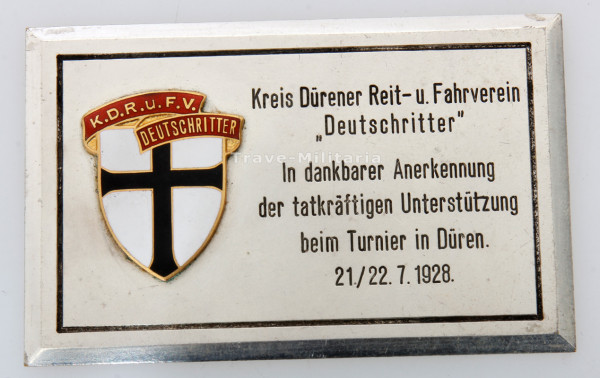 K.D.R.u.F.V.
DEUTSCHRITTER
Kreis Dürener Reit- u. Fahrverein
„Deutschritter"
Trave-Militaria
In dankbarer Anerkennung
der tatkräftigen Unterstützung
beim Turnier in Düren.
21./22.7.1928.